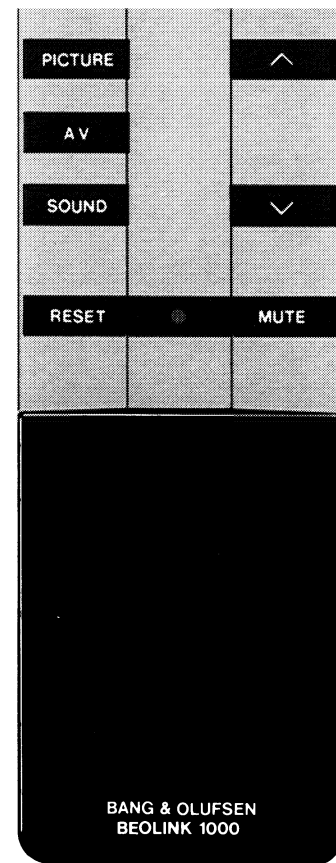 PICTURE
A V
SOUND
RESET MUTE
BANG & OLUFSEN
BEOLINK 1000